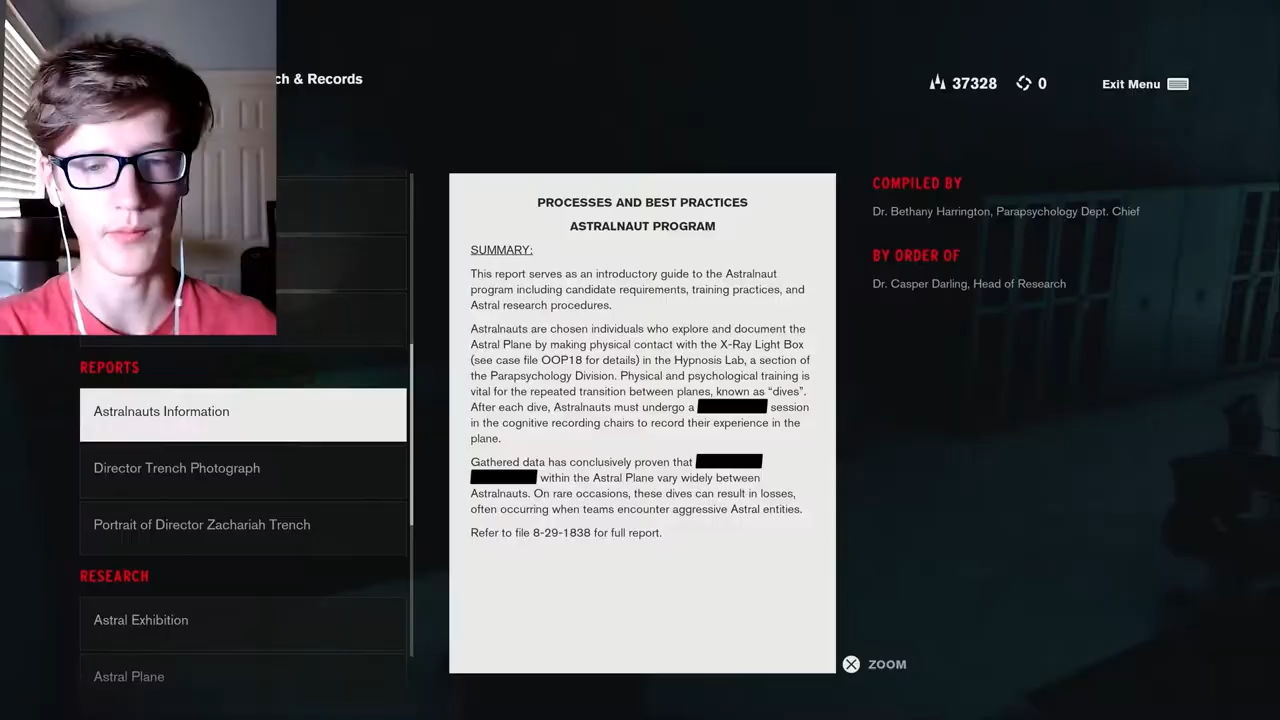 ch & Records
37328
0
Exit Menu
REPORTS
Astralnauts Information
Director Trench Photograph
Portrait of Director Zachariah Trench
RESEARCH
Astral Exhibition
Astral Plane
PROCESSES AND BEST PRACTICES
ASTRALNAUT PROGRAM
SUMMARY:
This report serves as an introductory guide to the Astralnaut
program including candidate requirements, training practices, and
Astral research procedures.
Astralnauts are chosen individuals who explore and document the
Astral Plane by making physical contact with the X-Ray Light Box
(see case file OOP18 for details) in the Hypnosis Lab, a section of
the Parapsychology Division. Physical and psychological training is
vital for the repeated transition between planes, known as “dives”.
After each dive, Astralnauts must undergo a session
in the cognitive recording chairs to record their experience in the
plane.
Gathered data has conclusively proven that
within the Astral Plane vary widely between
Astralnauts. On rare occasions, these dives can result in losses,
often occurring when teams encounter aggressive Astral entities.
Refer to file 8-29-1838 for full report.
ZOOM
COMPILED BY
Dr. Bethany Harrington, Parapsychology Dept. Chief
BY ORDER OF
Dr. Casper Darling, Head of Research